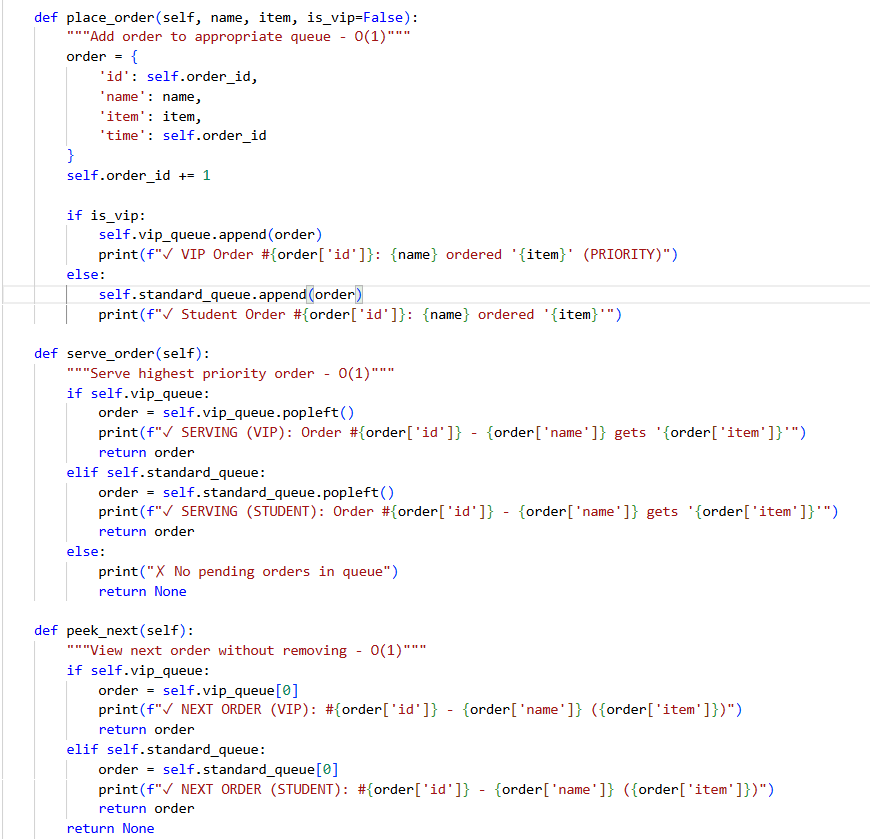 def place_order(self, name, item, is_vip=False):
    """Add order to appropriate queue - O(1)"""
    order = {
        'id': self.order_id,
        'name': name,
        'item': item,
        'time': self.order_id
    }
    self.order_id += 1

    if is_vip:
        self.vip_queue.append(order)
        print(f"✓ VIP Order #{order['id']}: {name} ordered '{item}' (PRIORITY)")
    else:
        self.standard_queue.append(order)
        print(f"✓ Student Order #{order['id']}: {name} ordered '{item}'")

def serve_order(self):
    """Serve highest priority order - O(1)"""
    if self.vip_queue:
        order = self.vip_queue.popleft()
        print(f"✓ SERVING (VIP): Order #{order['id']} - {order['name']} gets '{order['item']}'")
        return order
    elif self.standard_queue:
        order = self.standard_queue.popleft()
        print(f"✓ SERVING (STUDENT): Order #{order['id']} - {order['name']} gets '{order['item']}'")
        return order
    else:
        print("✗ No pending orders in queue")
        return None

def peek_next(self):
    """View next order without removing - O(1)"""
    if self.vip_queue:
        order = self.vip_queue[0]
        print(f"✓ NEXT ORDER (VIP): #{order['id']} - {order['name']} ({order['item']})")
        return order
    elif self.standard_queue:
        order = self.standard_queue[0]
        print(f"✓ NEXT ORDER (STUDENT): #{order['id']} - {order['name']} ({order['item']})")
        return order
    return None